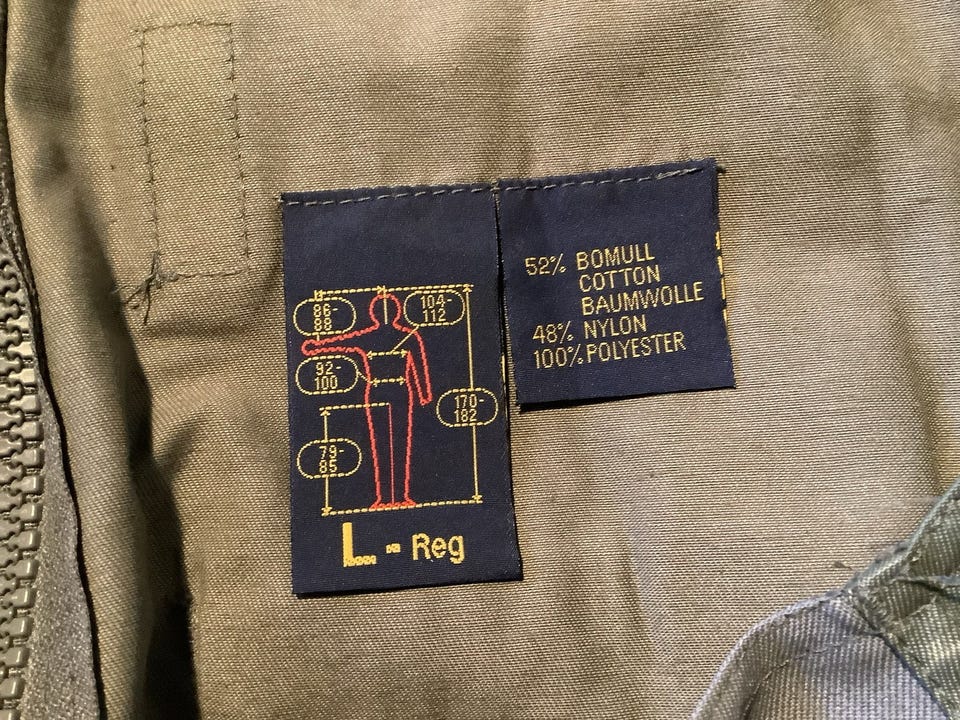 86-
88
104-
112
92-
100
170-
182
79-
85
L - Reg
52% BOMULL
COTTON
BAUMWOLLE
48% NYLON
100% POLYESTER